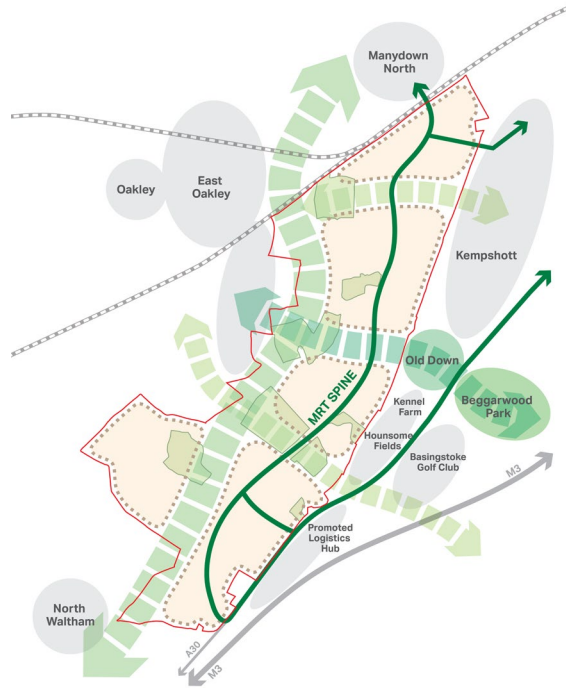 Manydown
North
East
Oakley
Oakley
Kempshott
Old Down
MRT SPINE
Beggarwood
Park
Kennel
Farm
Hounsome
Fields
Basingstoke
Golf Club
M3
Promoted
Logistics
Hub
North
Waltham
A30
M3